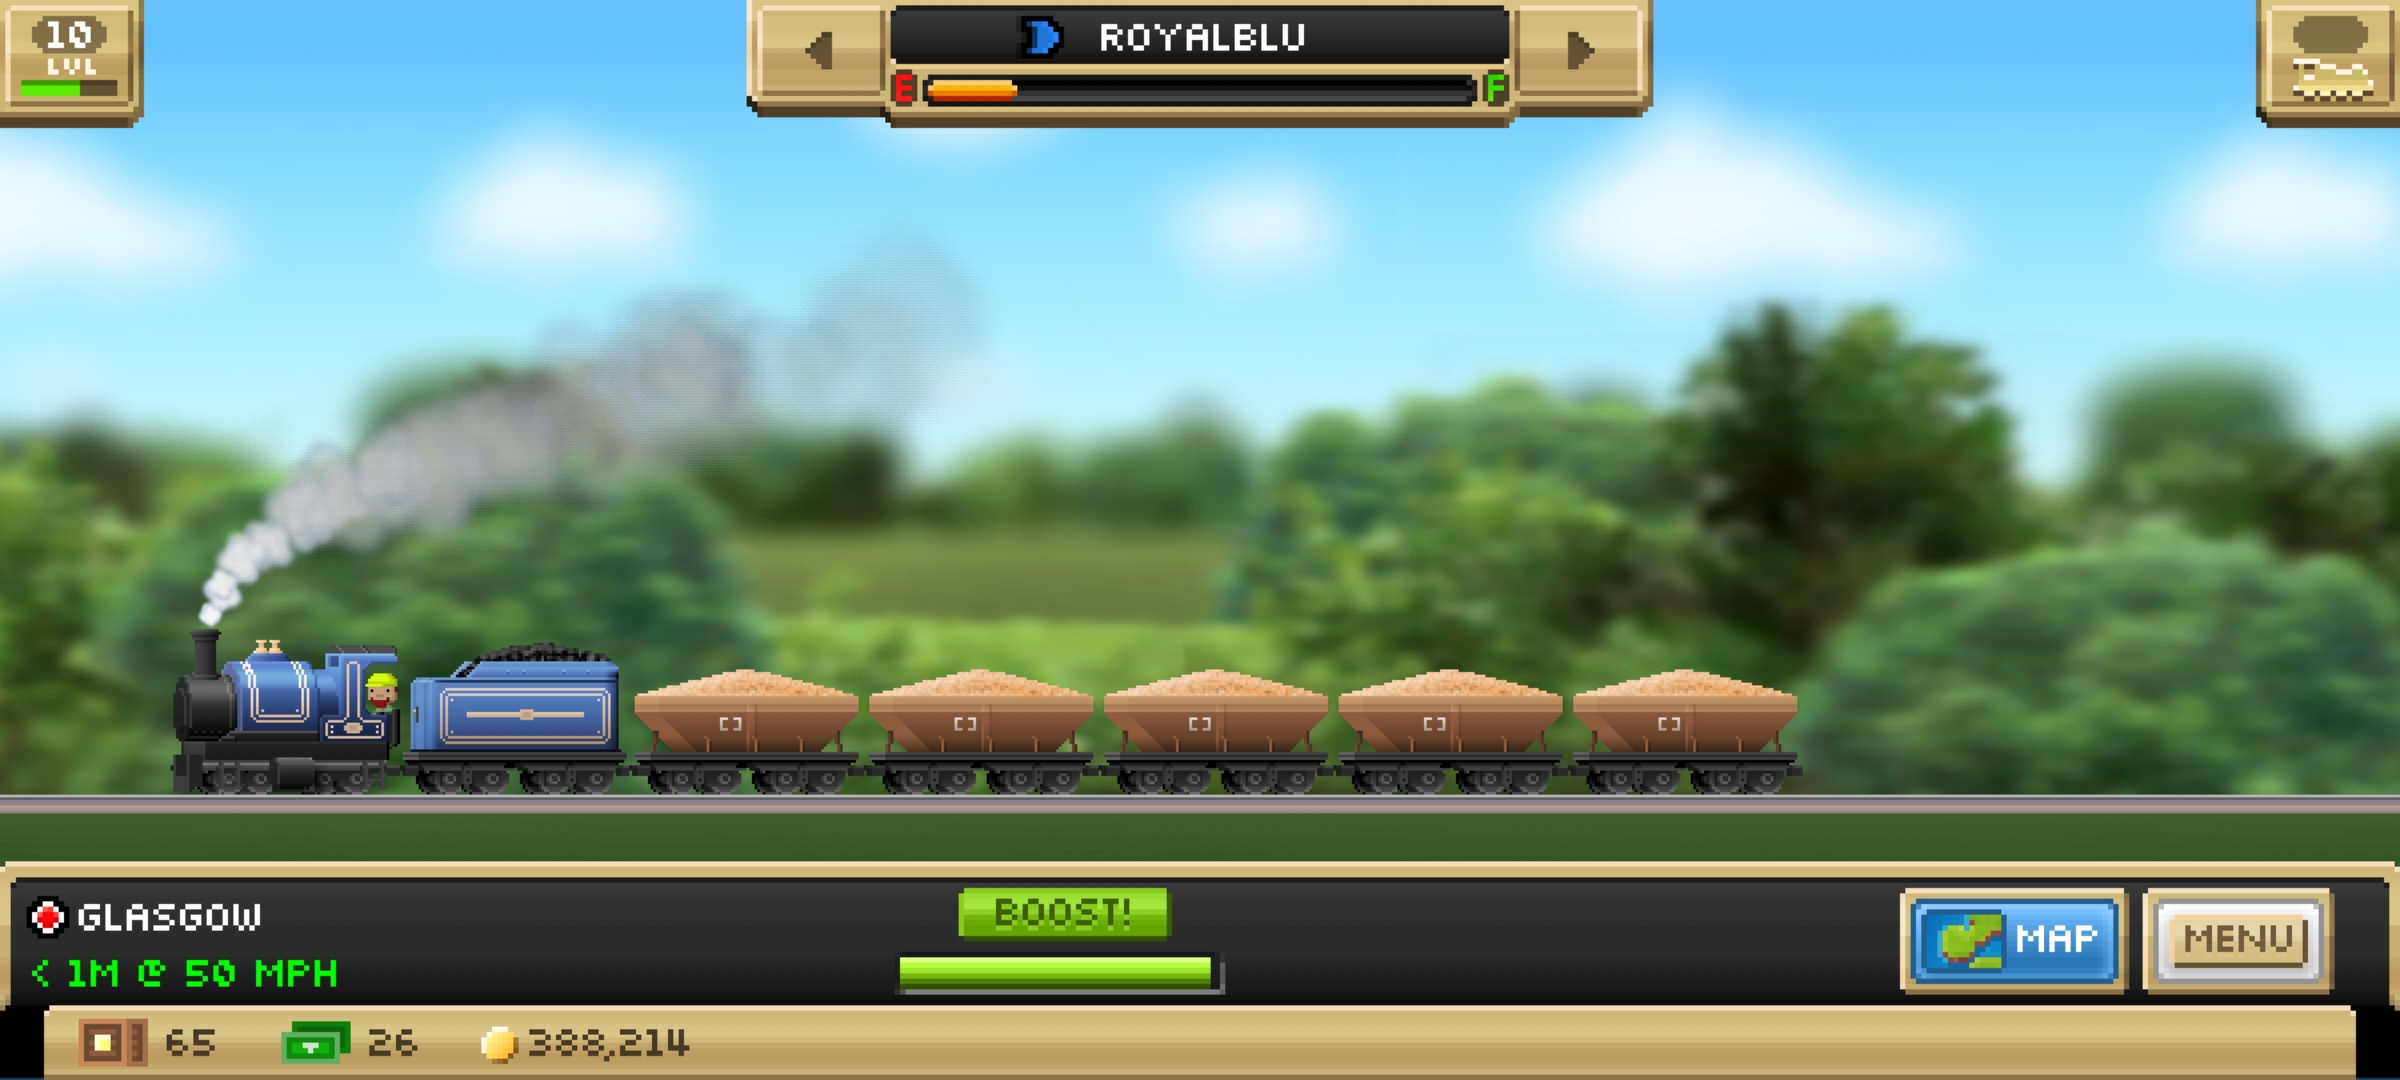 10
LVL
ROYALBLU
E F
GLASGOW
< 1M @ 50 MPH
BOOST!
MAP
MENU
65
26
388,214